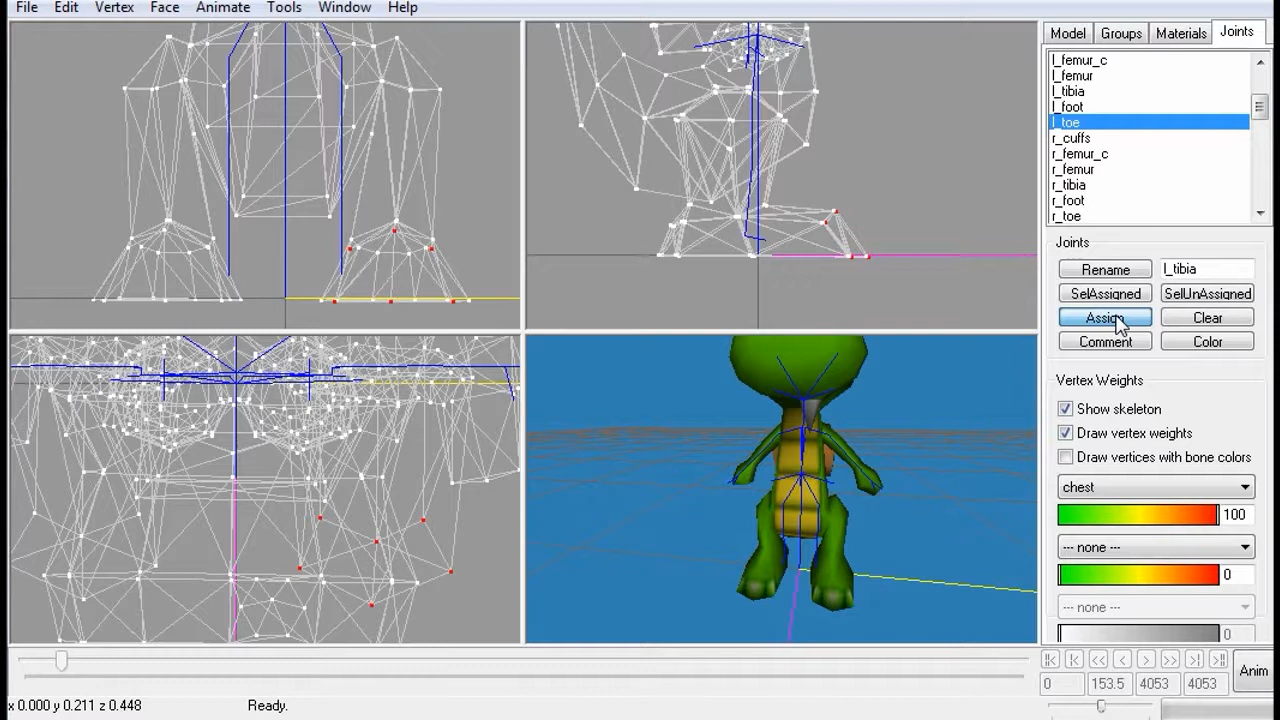 File Edit Vertex Face Animate Tools Window Help
Model Groups Materials Joints
l_femur_c
l_femur
l_tibia
l_foot
l_toe
r_cuffs
r_femur_c
r_femur
r_tibia
r_foot
r_toe
Joints
Rename l_tibia
SelAssigned SelUnAssigned
Assign Clear
Comment Color
Vertex Weights
Show skeleton
Draw vertex weights
Draw vertices with bone colors
chest
100
--- none ---
0
--- none ---
0
Anim
0 153.5 4053 4053
x 0.000 y 0.211 z 0.448 Ready.